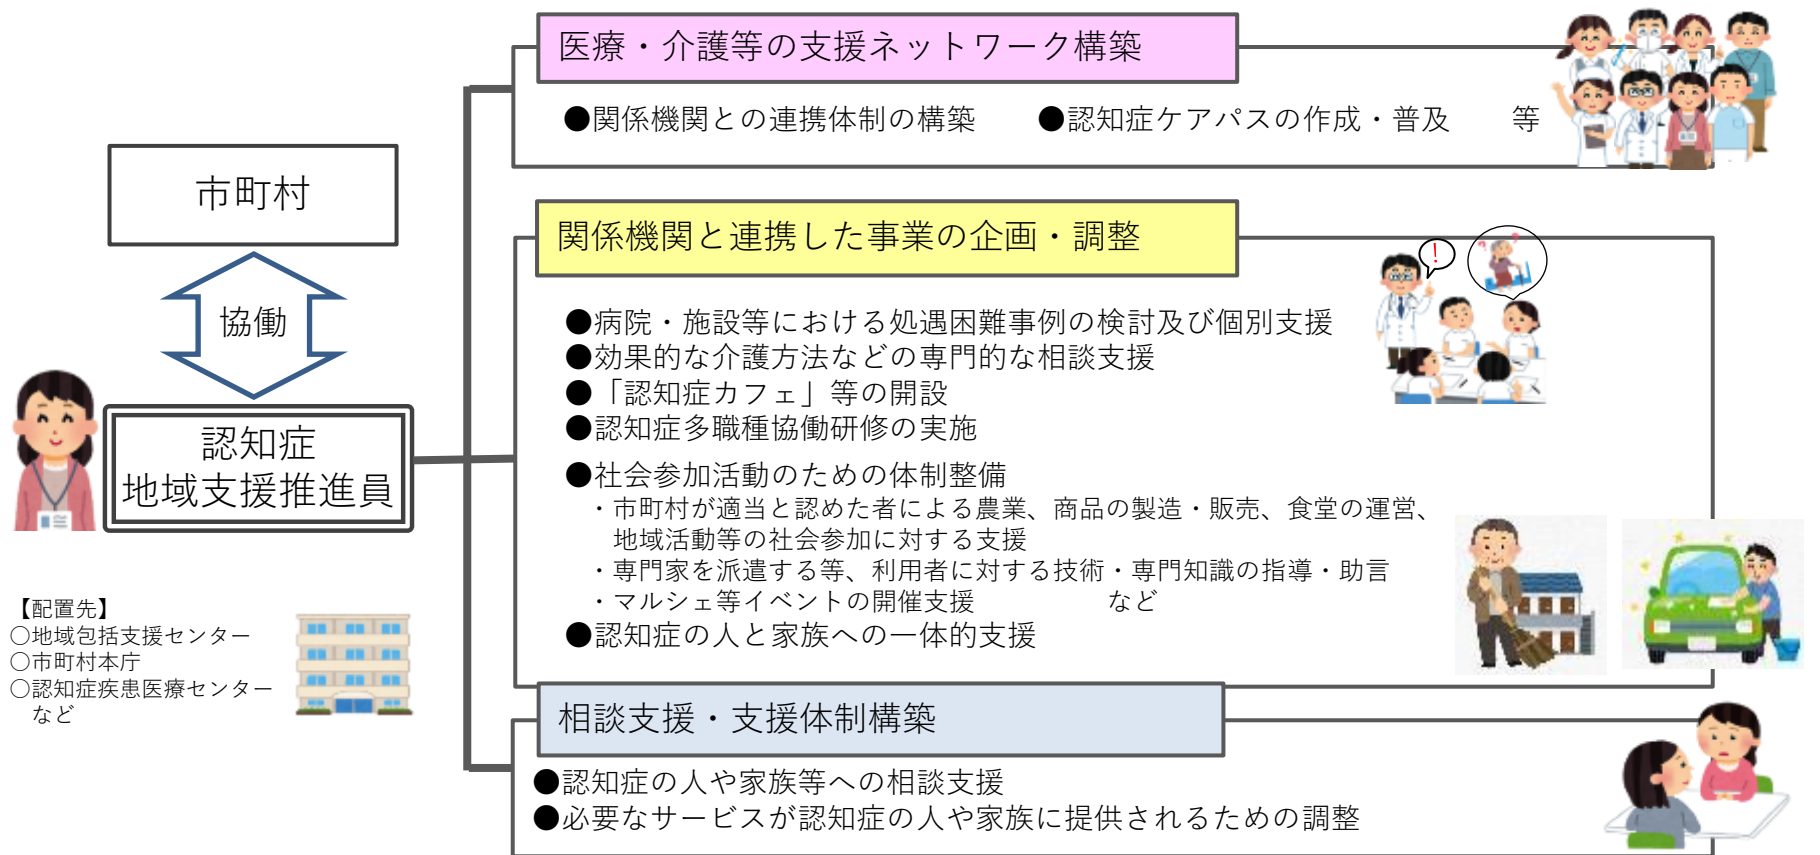 医療・介護等の支援ネットワーク構築
●関係機関との連携体制の構築　●認知症ケアパスの作成・普及　等
市町村
協働
認知症
地域支援推進員
【配置先】
○地域包括支援センター
○市町村本庁
○認知症疾患医療センター
など
関係機関と連携した事業の企画・調整
!
●病院・施設等における処遇困難事例の検討及び個別支援
●効果的な介護方法などの専門的な相談支援
●「認知症カフェ」等の開設
●認知症多職種協働研修の実施
●社会参加活動のための体制整備
・市町村が適当と認めた者による農業、商品の製造・販売、食堂の運営、
地域活動等の社会参加に対する支援
・専門家を派遣する等、利用者に対する技術・専門知識の指導・助言
・マルシェ等イベントの開催支援　など
●認知症の人と家族への一体的支援
相談支援・支援体制構築
●認知症の人や家族等への相談支援
●必要なサービスが認知症の人や家族に提供されるための調整